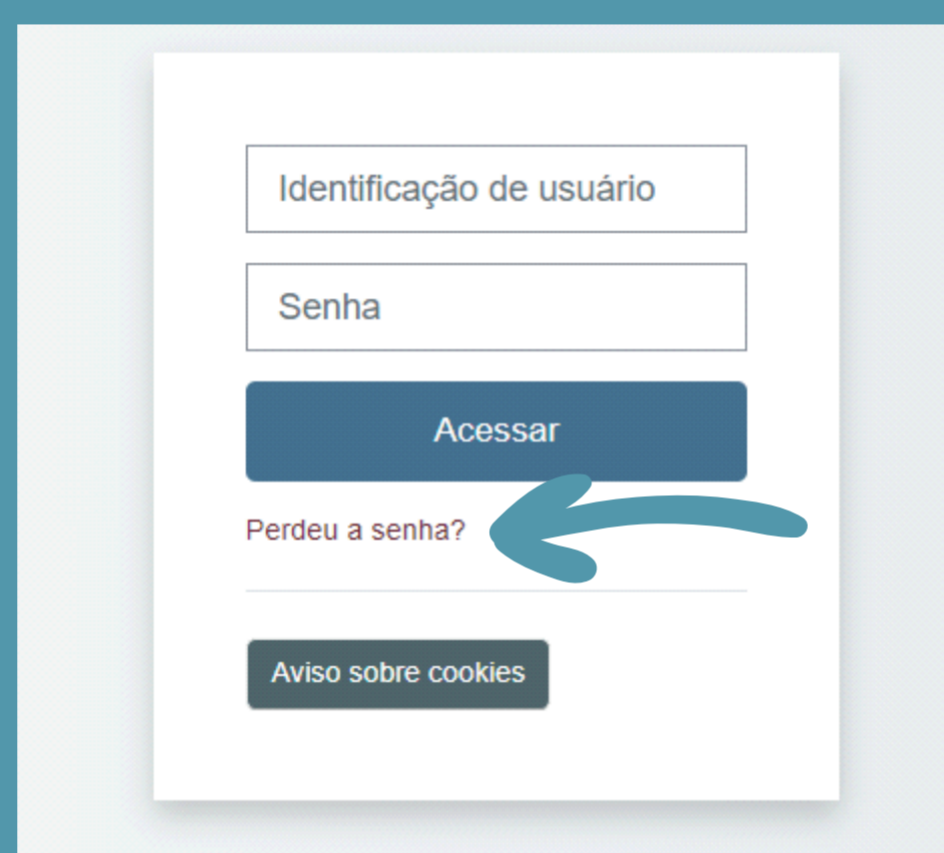 Identificação de usuário
Senha
Acessar
Perdeu a senha?
Aviso sobre cookies